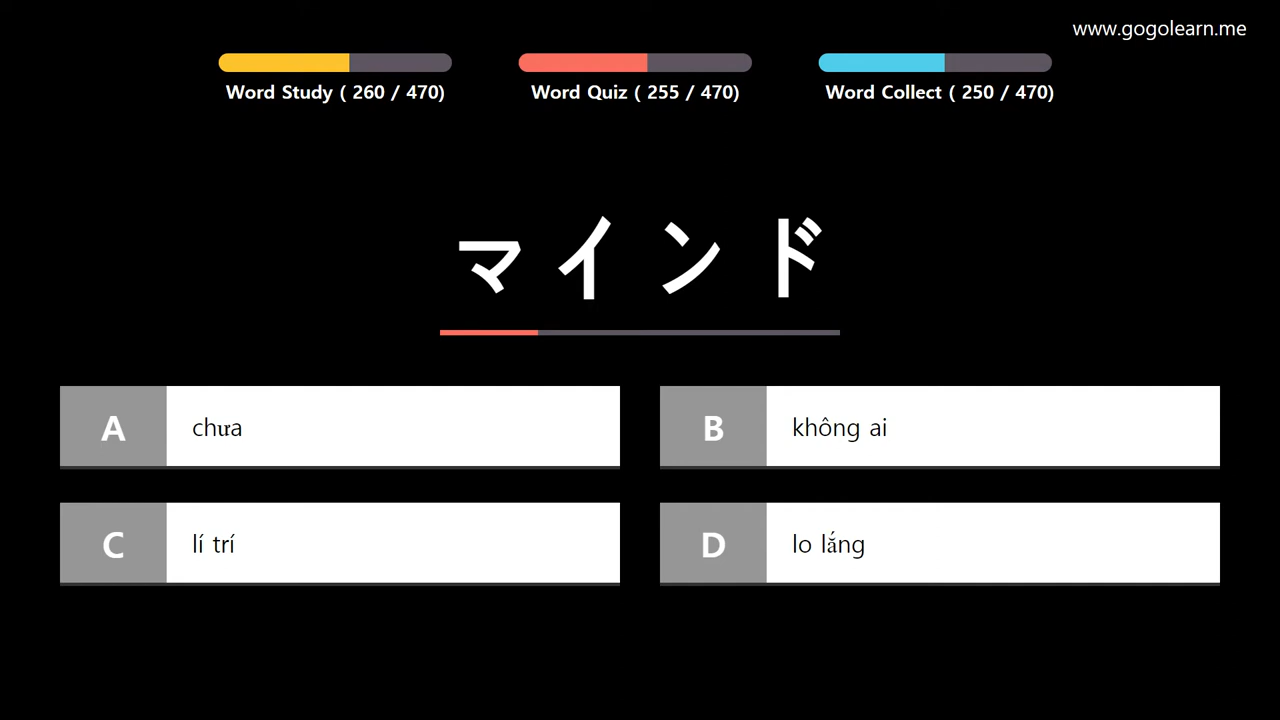 www.gogolearn.me
Word Study ( 260 / 470)
Word Quiz ( 255 / 470)
Word Collect ( 250 / 470)
マインド
A chưa
B không ai
C lí trí
D lo lắng